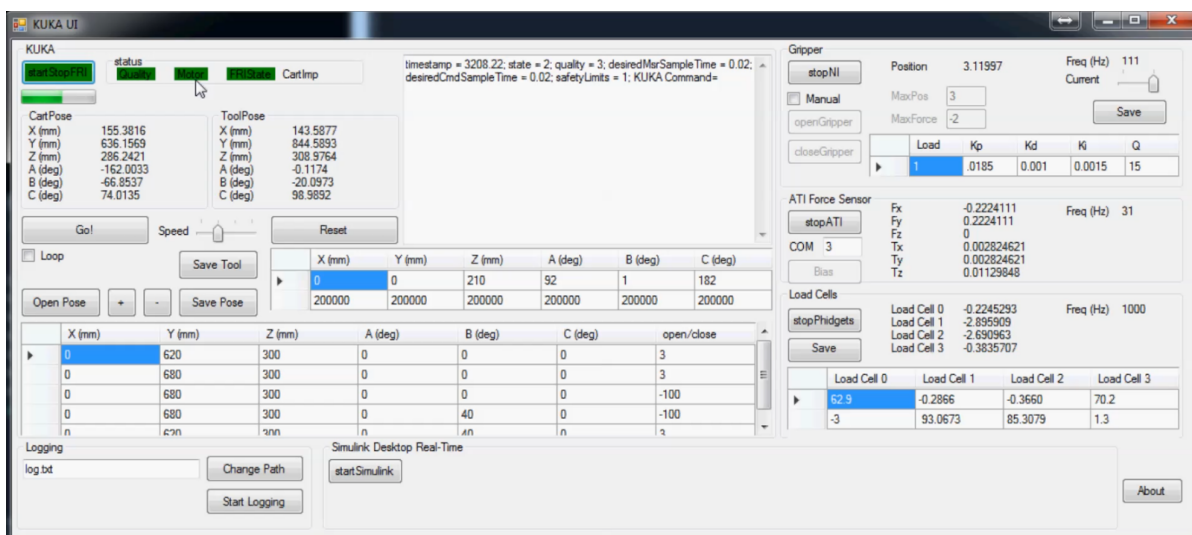 KUKA UI
KUKA
startStopFRI
status
Quality Motor FRIState CartImp
CartPose
X (mm) 155.3816
Y (mm) 636.1569
Z (mm) 286.2421
A (deg) -162.0033
B (deg) -66.8537
C (deg) 74.0135
ToolPose
X (mm) 143.5877
Y (mm) 844.5893
Z (mm) 308.9764
A (deg) -0.1174
B (deg) -20.0973
C (deg) 98.9892
timestamp = 3208.22; state = 2; quality = 3; desiredMsrSampleTime = 0.02;
desiredCmdSampleTime = 0.02; safetyLimits = 1; KUKA Command=
Go! Speed Reset
Loop
Save Tool
Open Pose + - Save Pose
X (mm) Y (mm) Z (mm) A (deg) B (deg) C (deg)
0 0 210 92 1 182
200000 200000 200000 200000 200000 200000
X (mm) Y (mm) Z (mm) A (deg) B (deg) C (deg) open/close
0 620 300 0 0 0 3
0 680 300 0 0 0 3
0 680 300 0 0 0 -100
0 680 300 0 40 0 -100
0 620 300 0 40 0 3
Logging
log.txt Change Path
Start Logging
Simulink Desktop Real-Time
startSimulink
Gripper
stopNI Position 3.11997 Freq (Hz) 111
Current
Manual MaxPos 3
openGripper MaxForce -2 Save
closeGripper
Load Kp Kd Ki Q
1 .0185 0.001 0.0015 15
ATI Force Sensor
stopATI
COM 3
Bias
Fx -0.2224111
Fy 0.2224111
Fz 0
Tx 0.002824621
Ty 0.002824621
Tz 0.01129848
Freq (Hz) 31
Load Cells
stopPhidgets
Save
Load Cell 0 -0.2245293
Load Cell 1 -2.895909
Load Cell 2 -2.690963
Load Cell 3 -0.3835707
Freq (Hz) 1000
Load Cell 0 Load Cell 1 Load Cell 2 Load Cell 3
62.9 -0.2866 -0.3660 70.2
-3 93.0673 85.3079 1.3
About